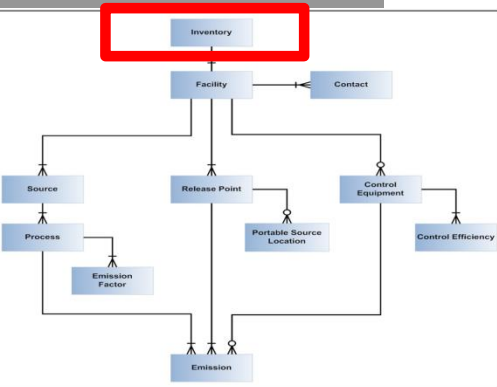 Inventory
Facility
Contact
Source
Release Point
Control
Equipment
Process
Portable Source
Location
Control Efficiency
Emission
Factor
Emission